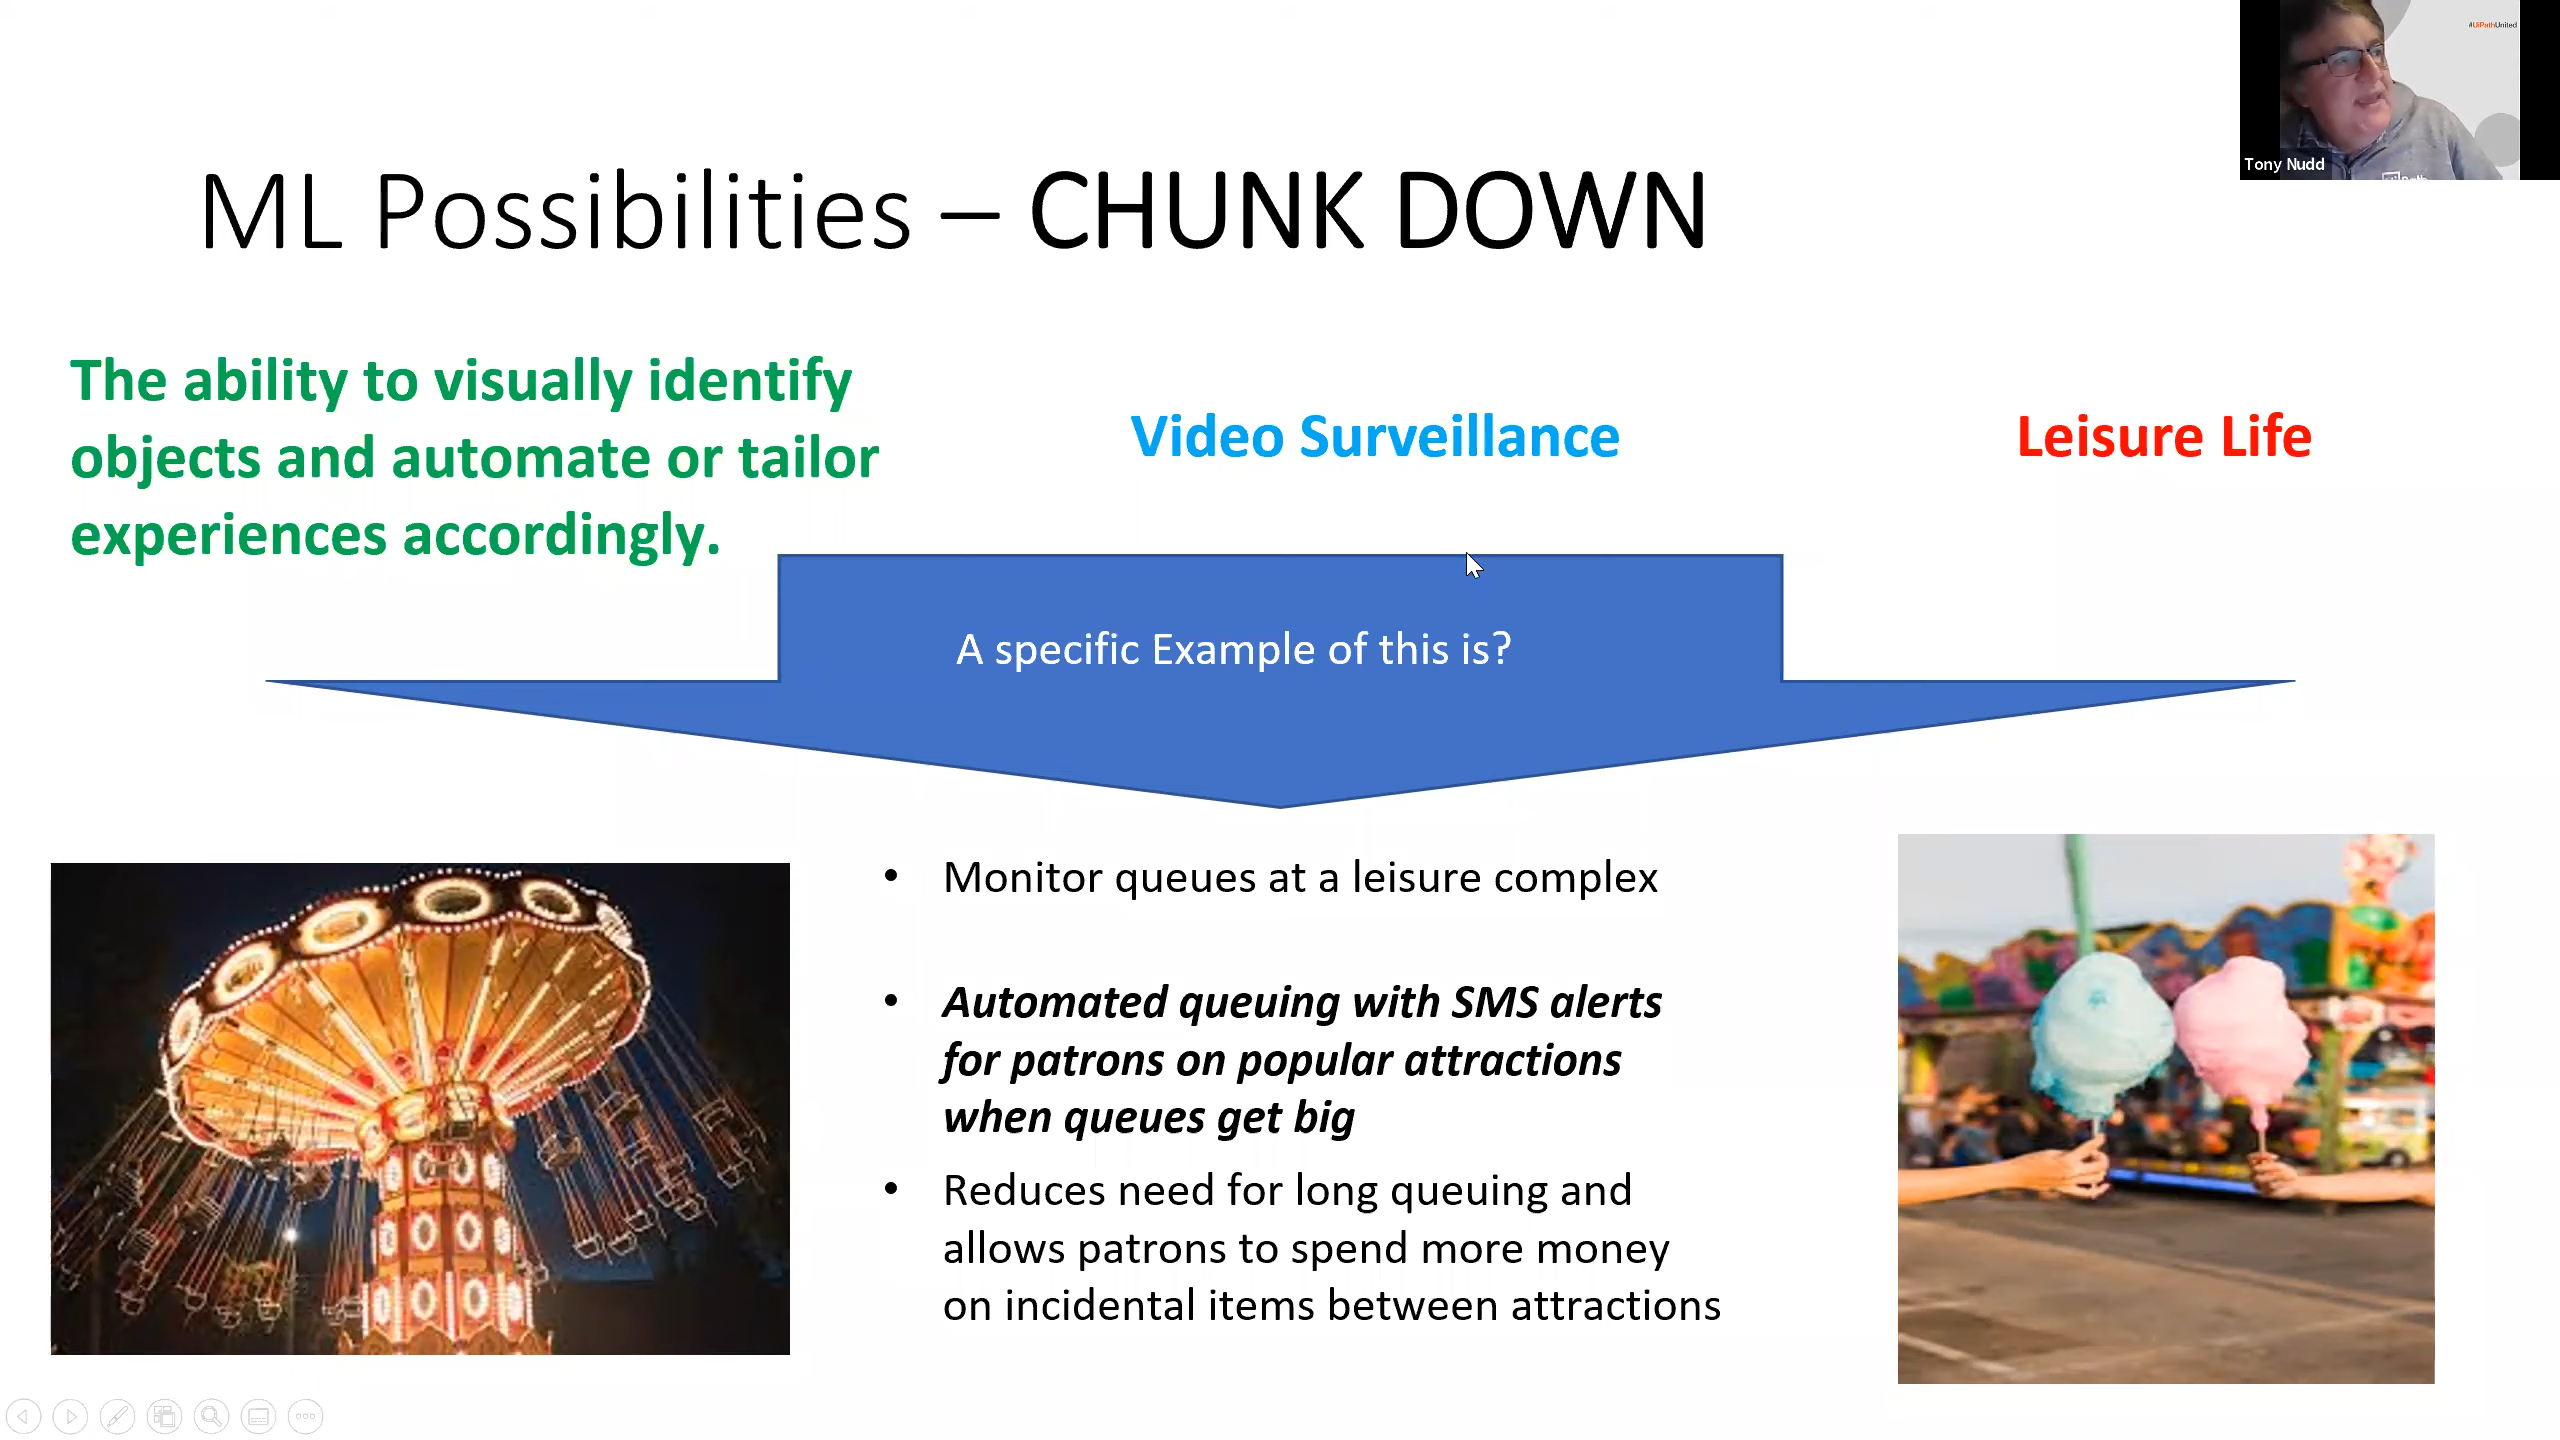 #UiPathUnited
Tony Nudd
ML Possibilities – CHUNK DOWN
The ability to visually identify
objects and automate or tailor
experiences accordingly.
Video Surveillance
Leisure Life
A specific Example of this is?
• Monitor queues at a leisure complex
• Automated queuing with SMS alerts
for patrons on popular attractions
when queues get big
• Reduces need for long queuing and
allows patrons to spend more money
on incidental items between attractions